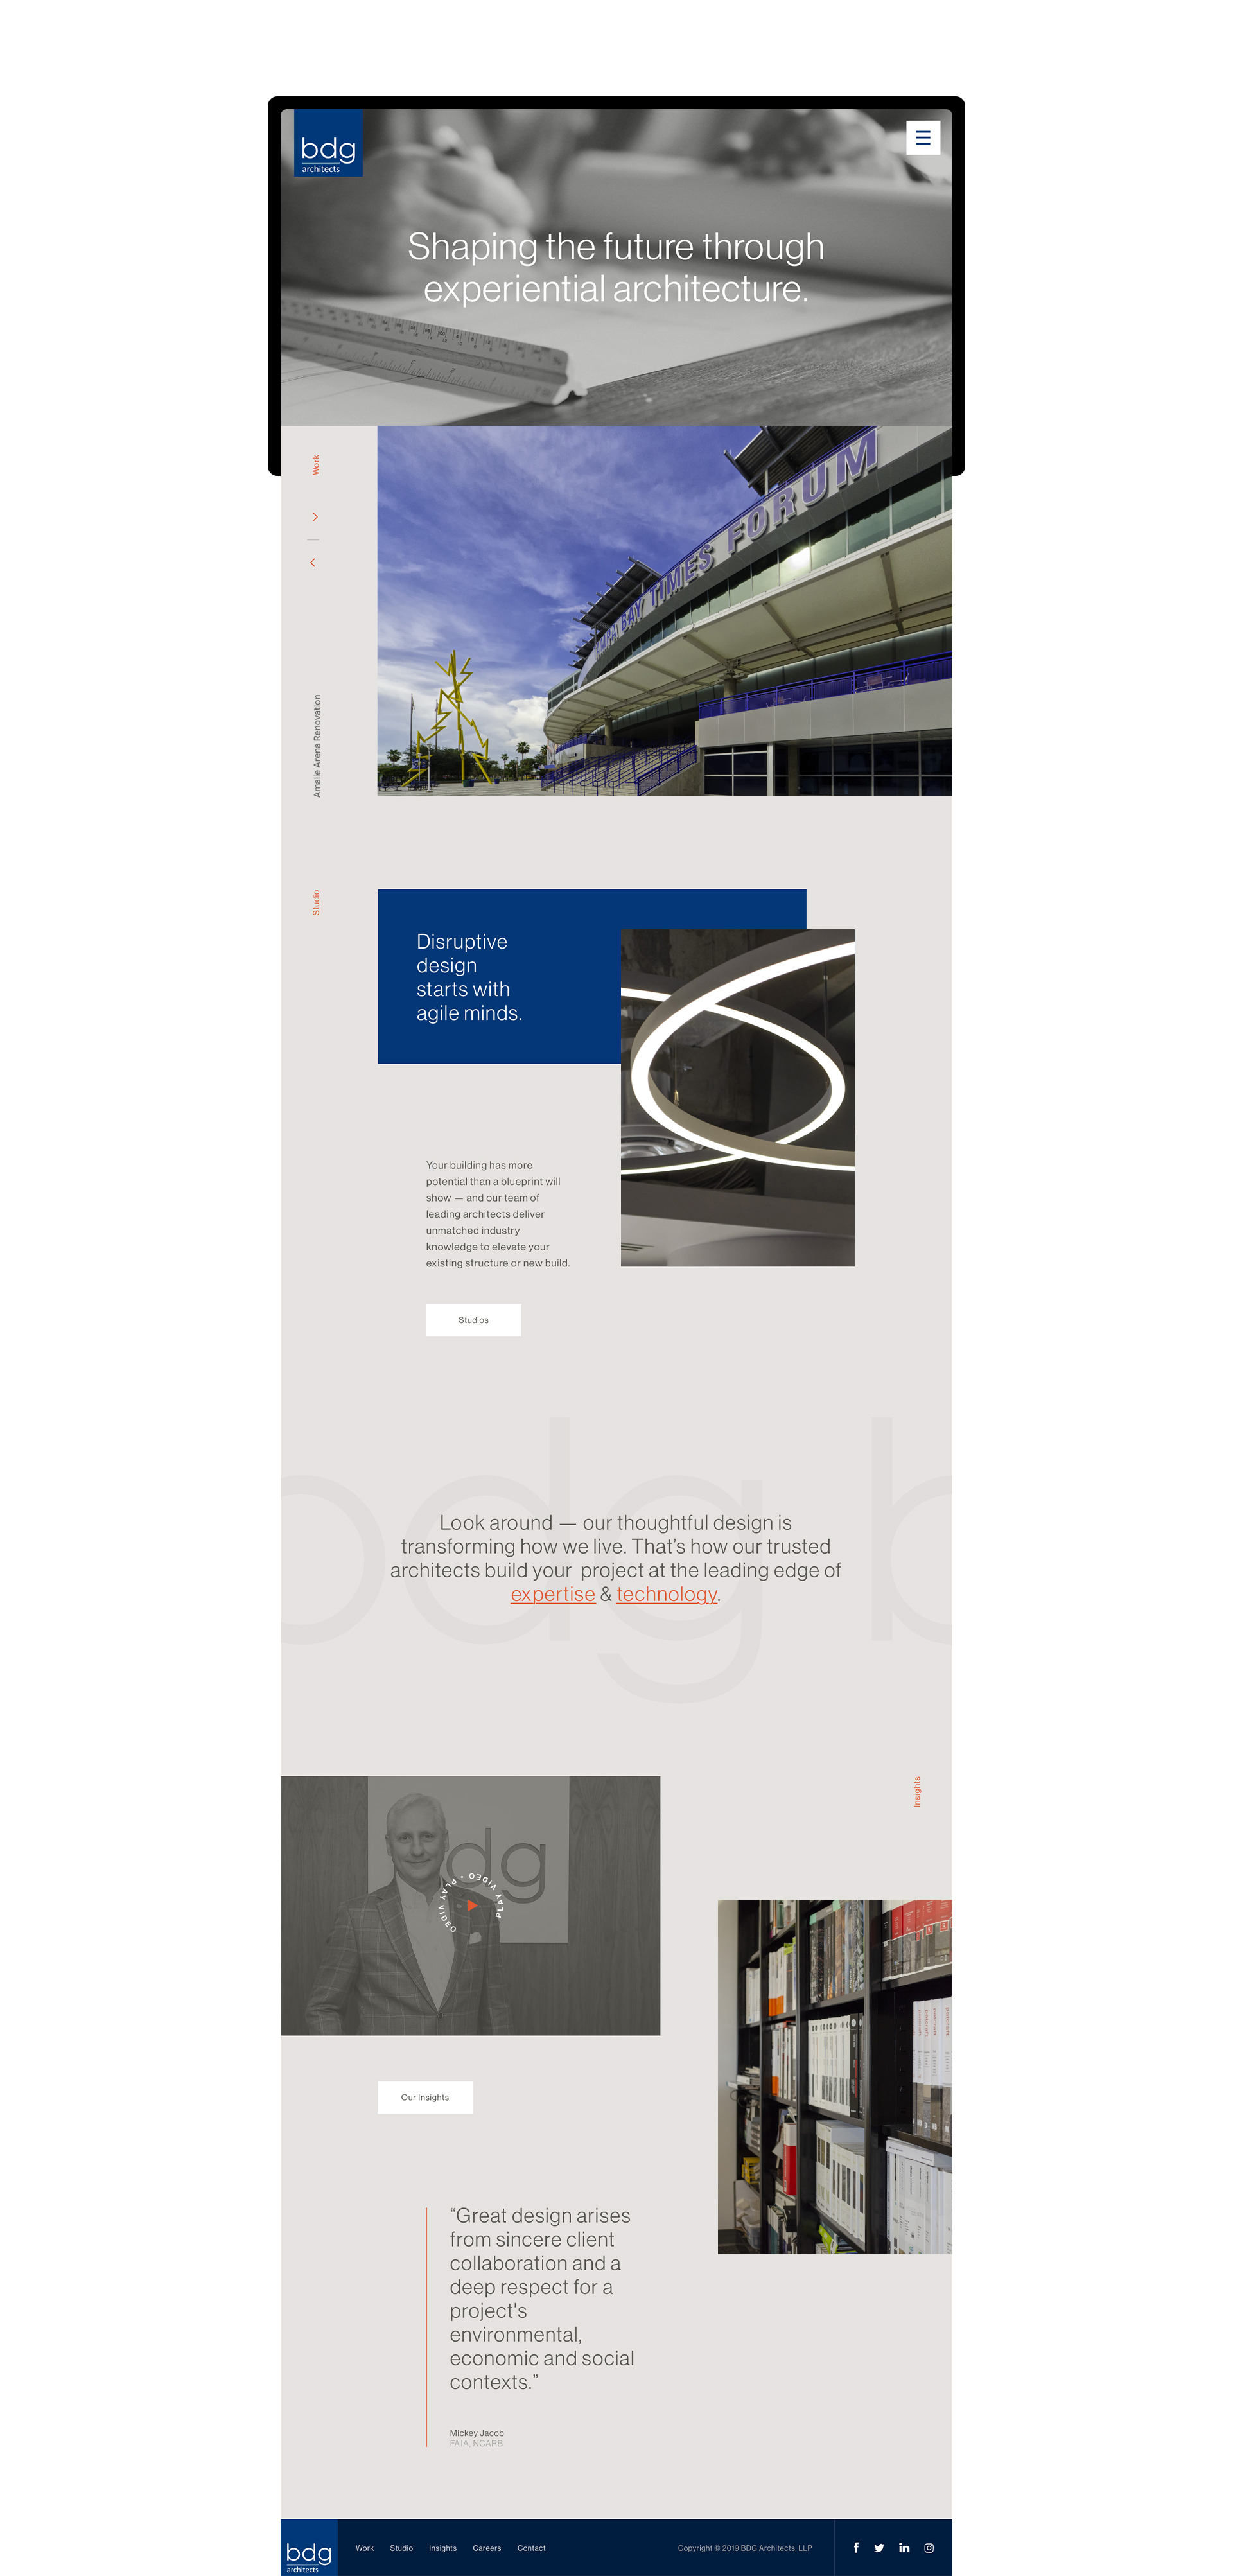 bdg
architects
Shaping the future through
experiential architecture.
Work
BAY TIMES FORUM
Amalie Arena Renovation
Studio
Disruptive
design
starts with
agile minds.
Your building has more
potential than a blueprint will
show — and our team of
leading architects deliver
unmatched industry
knowledge to elevate your
existing structure or new build.
Studios
bdg b
Look around — our thoughtful design is
transforming how we live. That’s how our trusted
architects build your project at the leading edge of
expertise & technology.
Insights
dg
PLAY VIDEO • PLAY VIDEO
Our Insights
“Great design arises
from sincere client
collaboration and a
deep respect for a
project's
environmental,
economic and social
contexts.”
Mickey Jacob
FAIA, NCARB
bdg
architects
Work Studio Insights Careers Contact
Copyright © 2019 BDG Architects, LLP